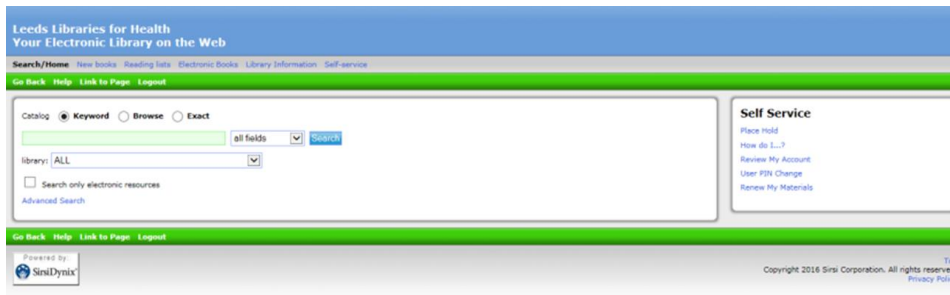 Leeds Libraries for Health
Your Electronic Library on the Web
Search/Home New books Reading lists Electronic Books Library Information Self-service
Go Back Help Link to Page Logout
Catalog Keyword Browse Exact
all fields Search
library: ALL
Search only electronic resources
Advanced Search
Self Service
Place Hold
How do I...?
Review My Account
User PIN Change
Renew My Materials
Go Back Help Link to Page Logout
Powered by:
SirsiDynix
Copyright 2016 Sirsi Corporation. All rights reserve
Privacy